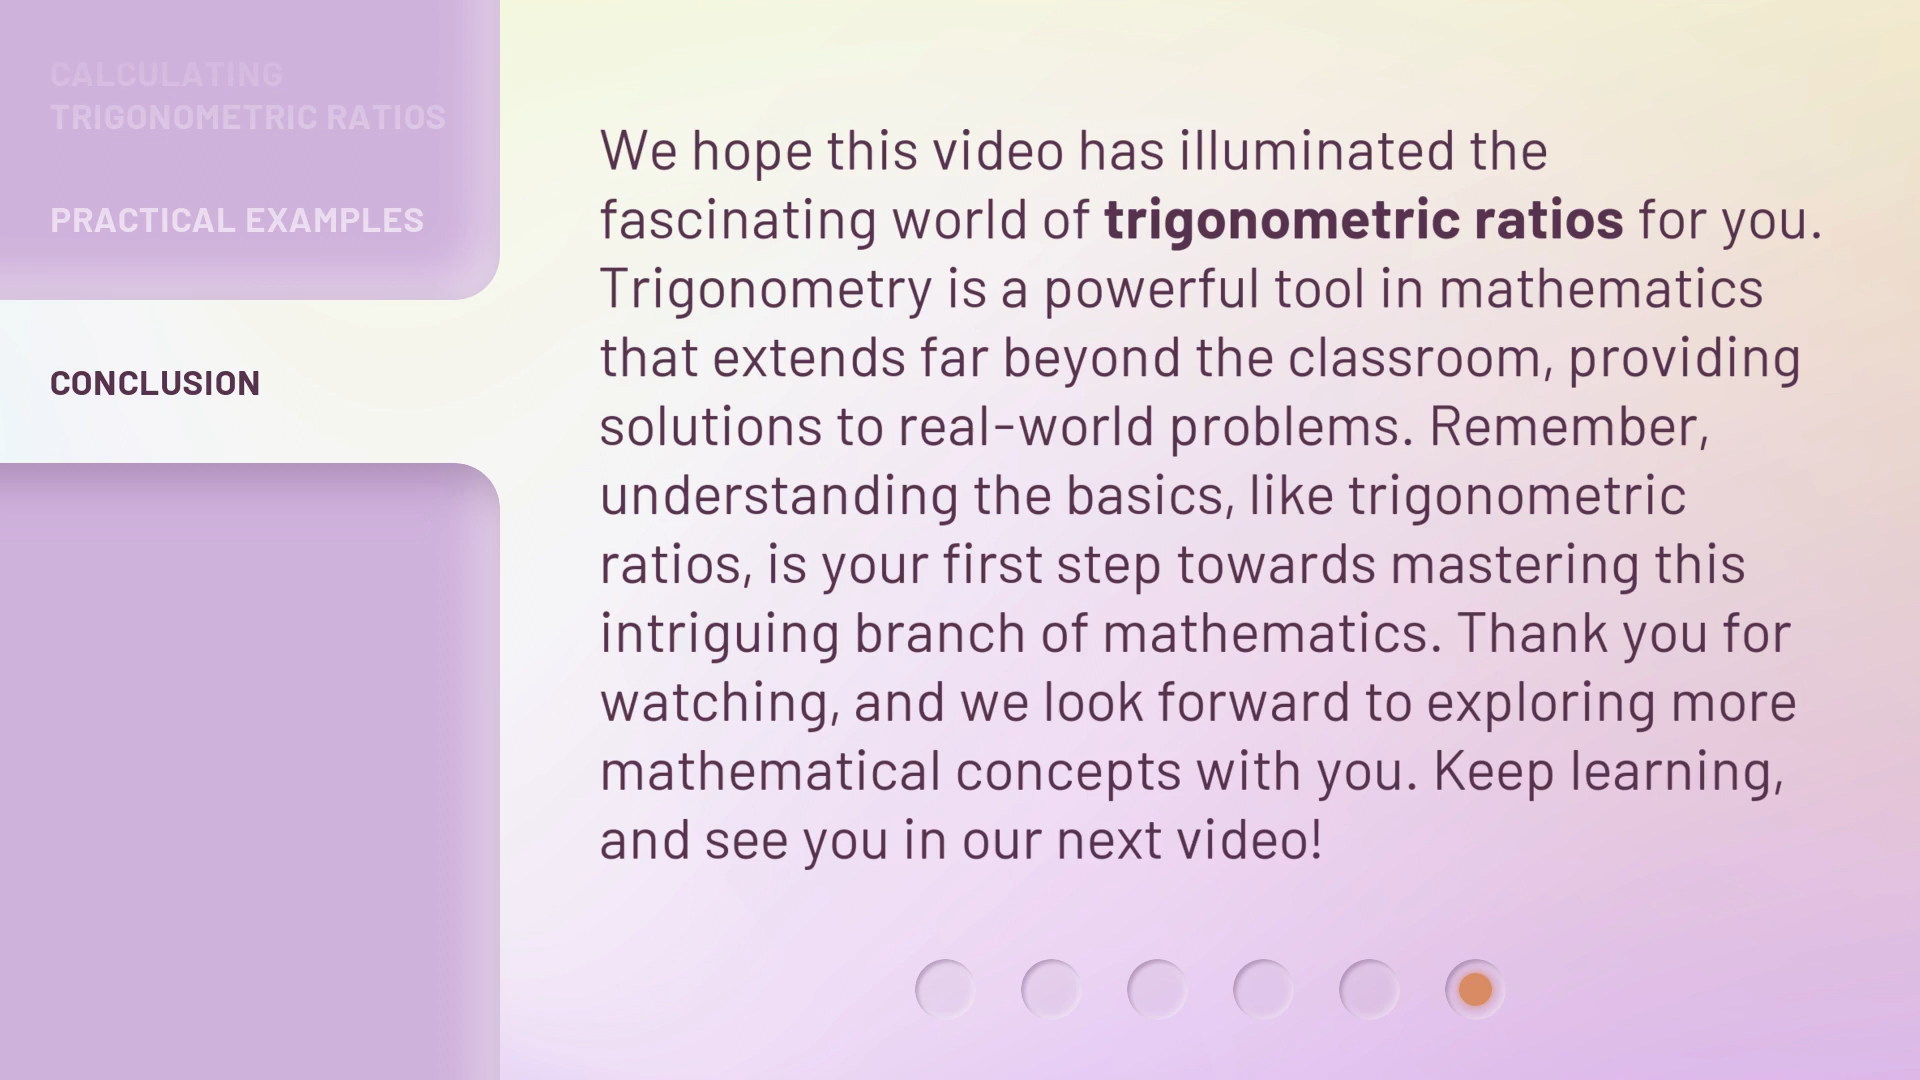 CALCULATING
TRIGONOMETRIC RATIOS
PRACTICAL EXAMPLES
CONCLUSION
We hope this video has illuminated the
fascinating world of trigonometric ratios for you.
Trigonometry is a powerful tool in mathematics
that extends far beyond the classroom, providing
solutions to real-world problems. Remember,
understanding the basics, like trigonometric
ratios, is your first step towards mastering this
intriguing branch of mathematics. Thank you for
watching, and we look forward to exploring more
mathematical concepts with you. Keep learning,
and see you in our next video!